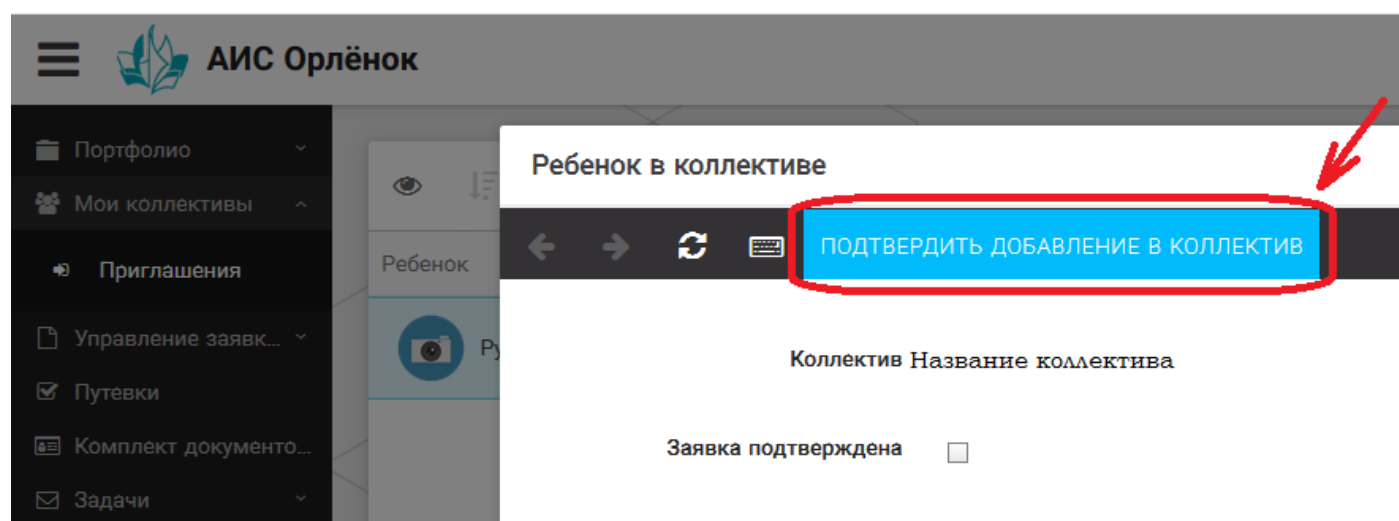 АИС Орлёнок
Портфолио
Мои коллективы
Приглашения
Управление заявк...
Путевки
Комплект документо...
Задачи
Ребенок
Ру
Ребенок в коллективе
ПОДТВЕРДИТЬ ДОБАВЛЕНИЕ В КОЛЛЕКТИВ
Коллектив Название коллектива
Заявка подтверждена